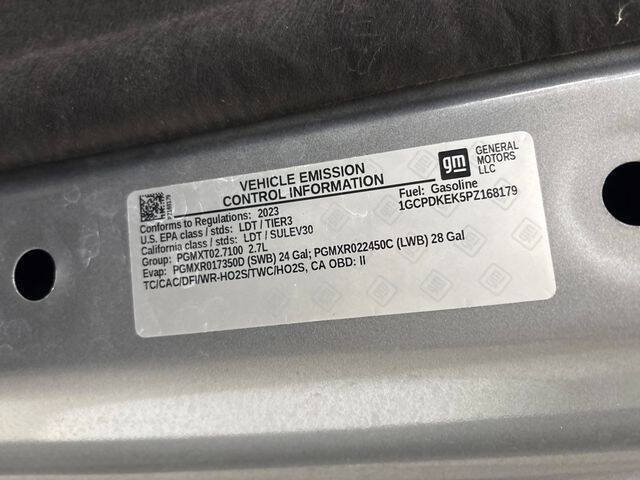 VEHICLE EMISSION
CONTROL INFORMATION
gm
GENERAL
MOTORS
LLC
Fuel: Gasoline
1GCPDKEK5PZ168179
PZ168179
Conforms to Regulations: 2023
U.S. EPA class / stds: LDT / TIER3
California class / stds: LDT / SULEV30
Group: PGMXT02.7100 2.7L
Evap: PGMXR017350D (SWB) 24 Gal; PGMXR022450C (LWB) 28 Gal
TC/CAC/DFI/WR-HO2S/TWC/HO2S, CA OBD: II